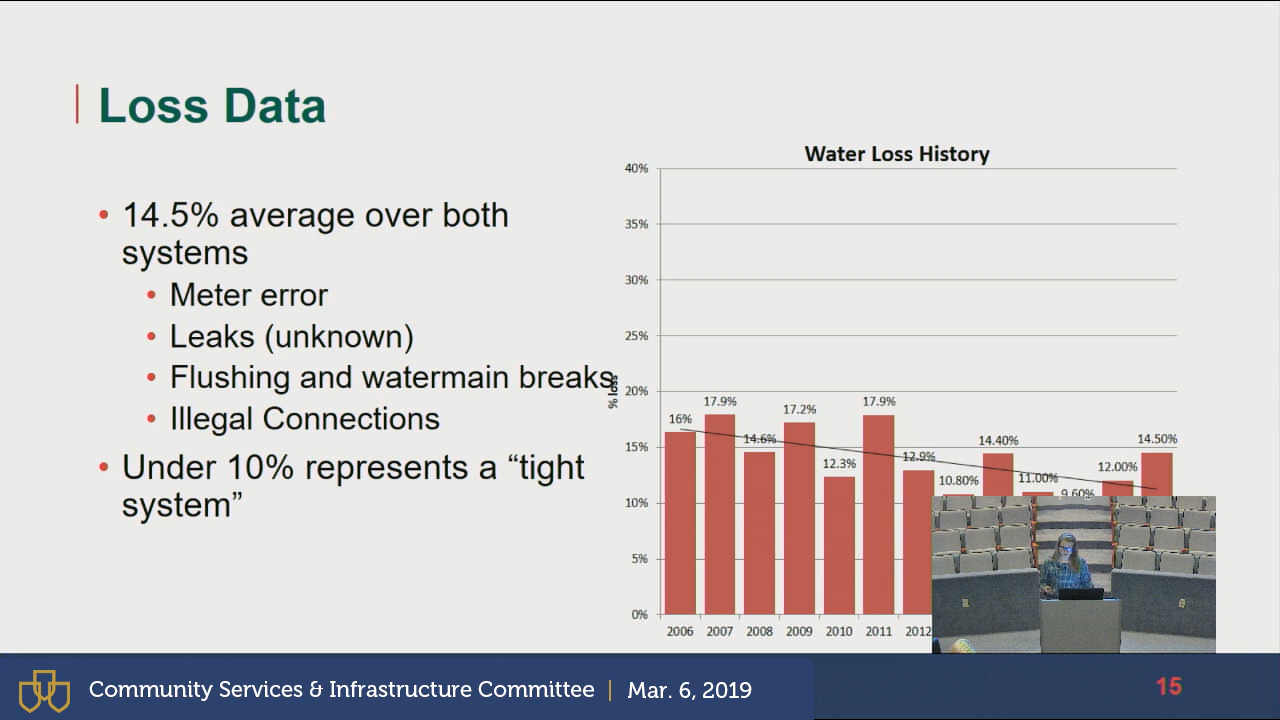 Loss Data
• 14.5% average over both
systems
• Meter error
• Leaks (unknown)
• Flushing and watermain breaks
• Illegal Connections
• Under 10% represents a “tight
system”
Water Loss History
40%
35%
30%
25%
20%
15%
10%
5%
0%
% loss
16%
17.9%
14.6%
17.2%
12.3%
17.9%
12.9%
10.80%
14.40%
11.00%
9.60%
12.00%
14.50%
2006 2007 2008 2009 2010 2011 2012
Community Services & Infrastructure Committee | Mar. 6, 2019
15